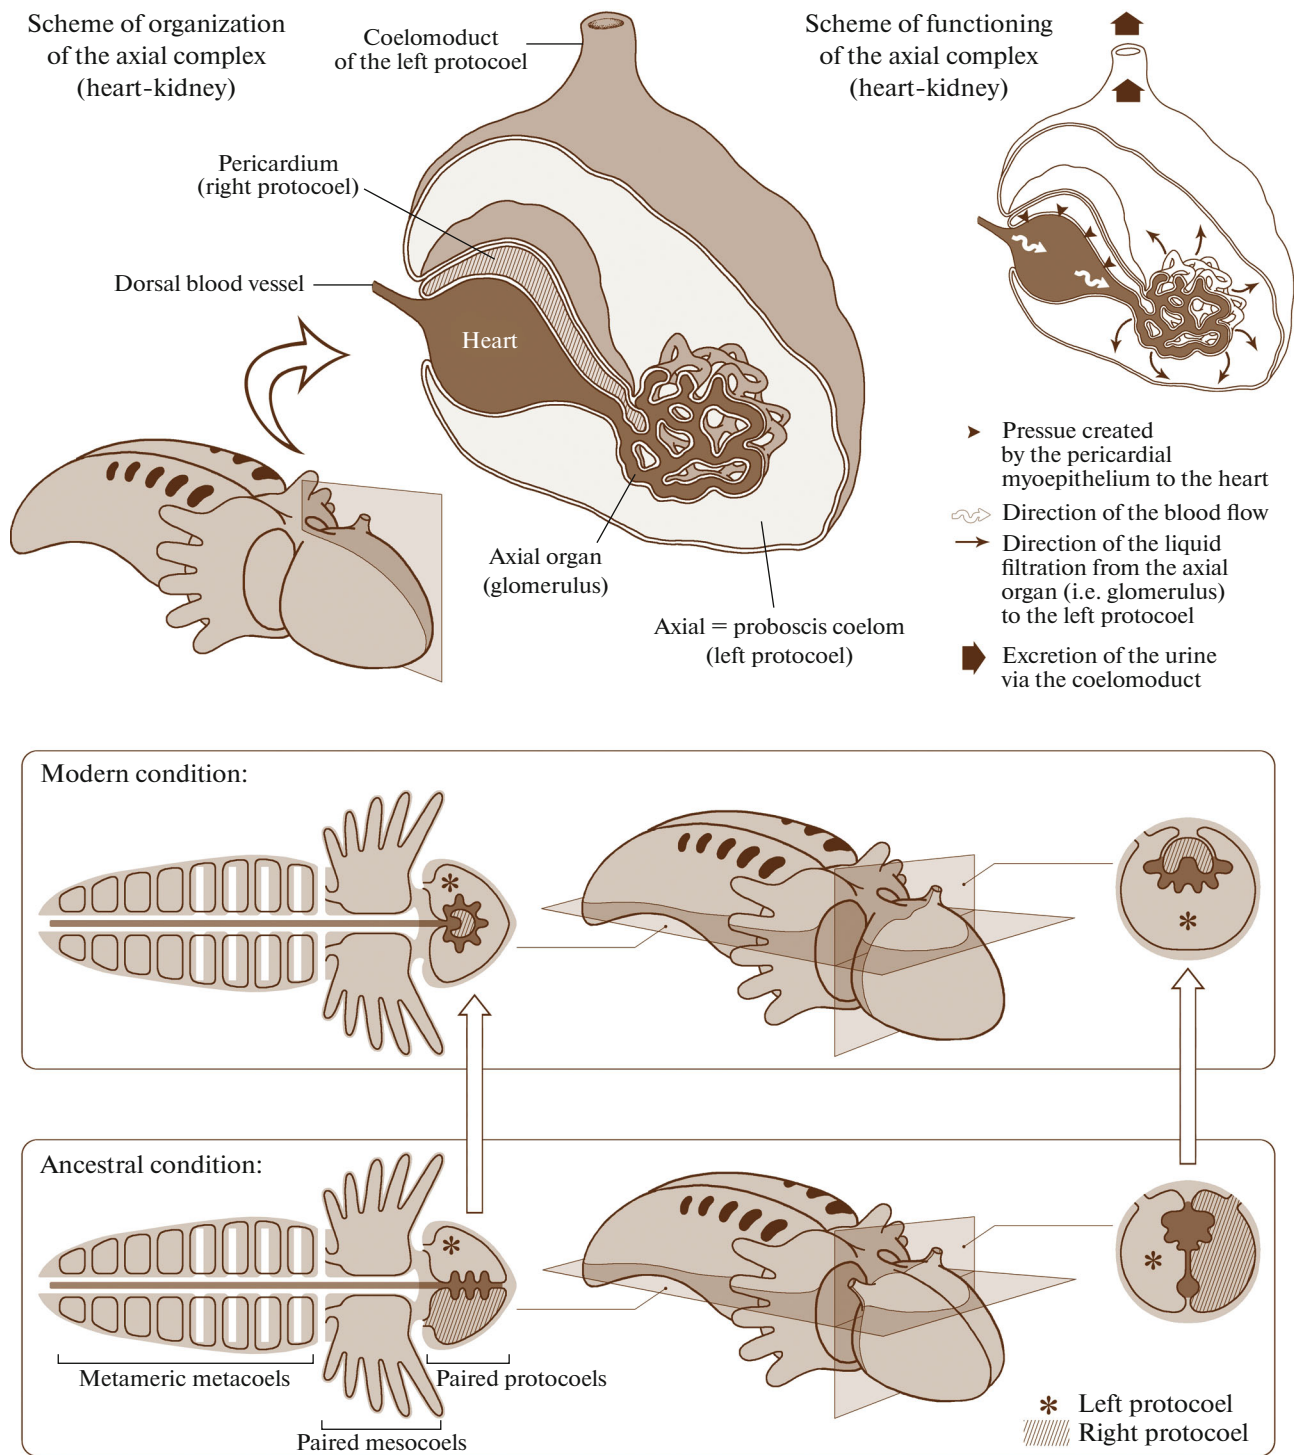 Scheme of organization
of the axial complex
(heart-kidney)
Coelomoduct
of the left protocoel
Scheme of functioning
of the axial complex
(heart-kidney)
Pericardium
(right protocoel)
Dorsal blood vessel
Heart
Axial organ
(glomerulus)
Axial = proboscis coelom
(left protocoel)
Pressue created
by the pericardial
myoepithelium to the heart
Direction of the blood flow
Direction of the liquid
filtration from the axial
organ (i.e. glomerulus)
to the left protocoel
Excretion of the urine
via the coelomoduct
Modern condition:
*
*
Ancestral condition:
*
*
Metameric metacoels
Paired protocoels
Paired mesocoels
* Left protocoel
Right protocoel